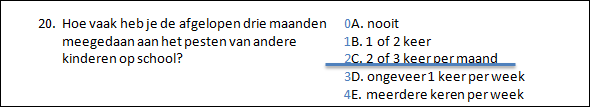 20. Hoe vaak heb je de afgelopen drie maanden
meegedaan aan het pesten van andere
kinderen op school?
0A. nooit
1B. 1 of 2 keer
2C. 2 of 3 keer per maand
3D. ongeveer 1 keer per week
4E. meerdere keren per week